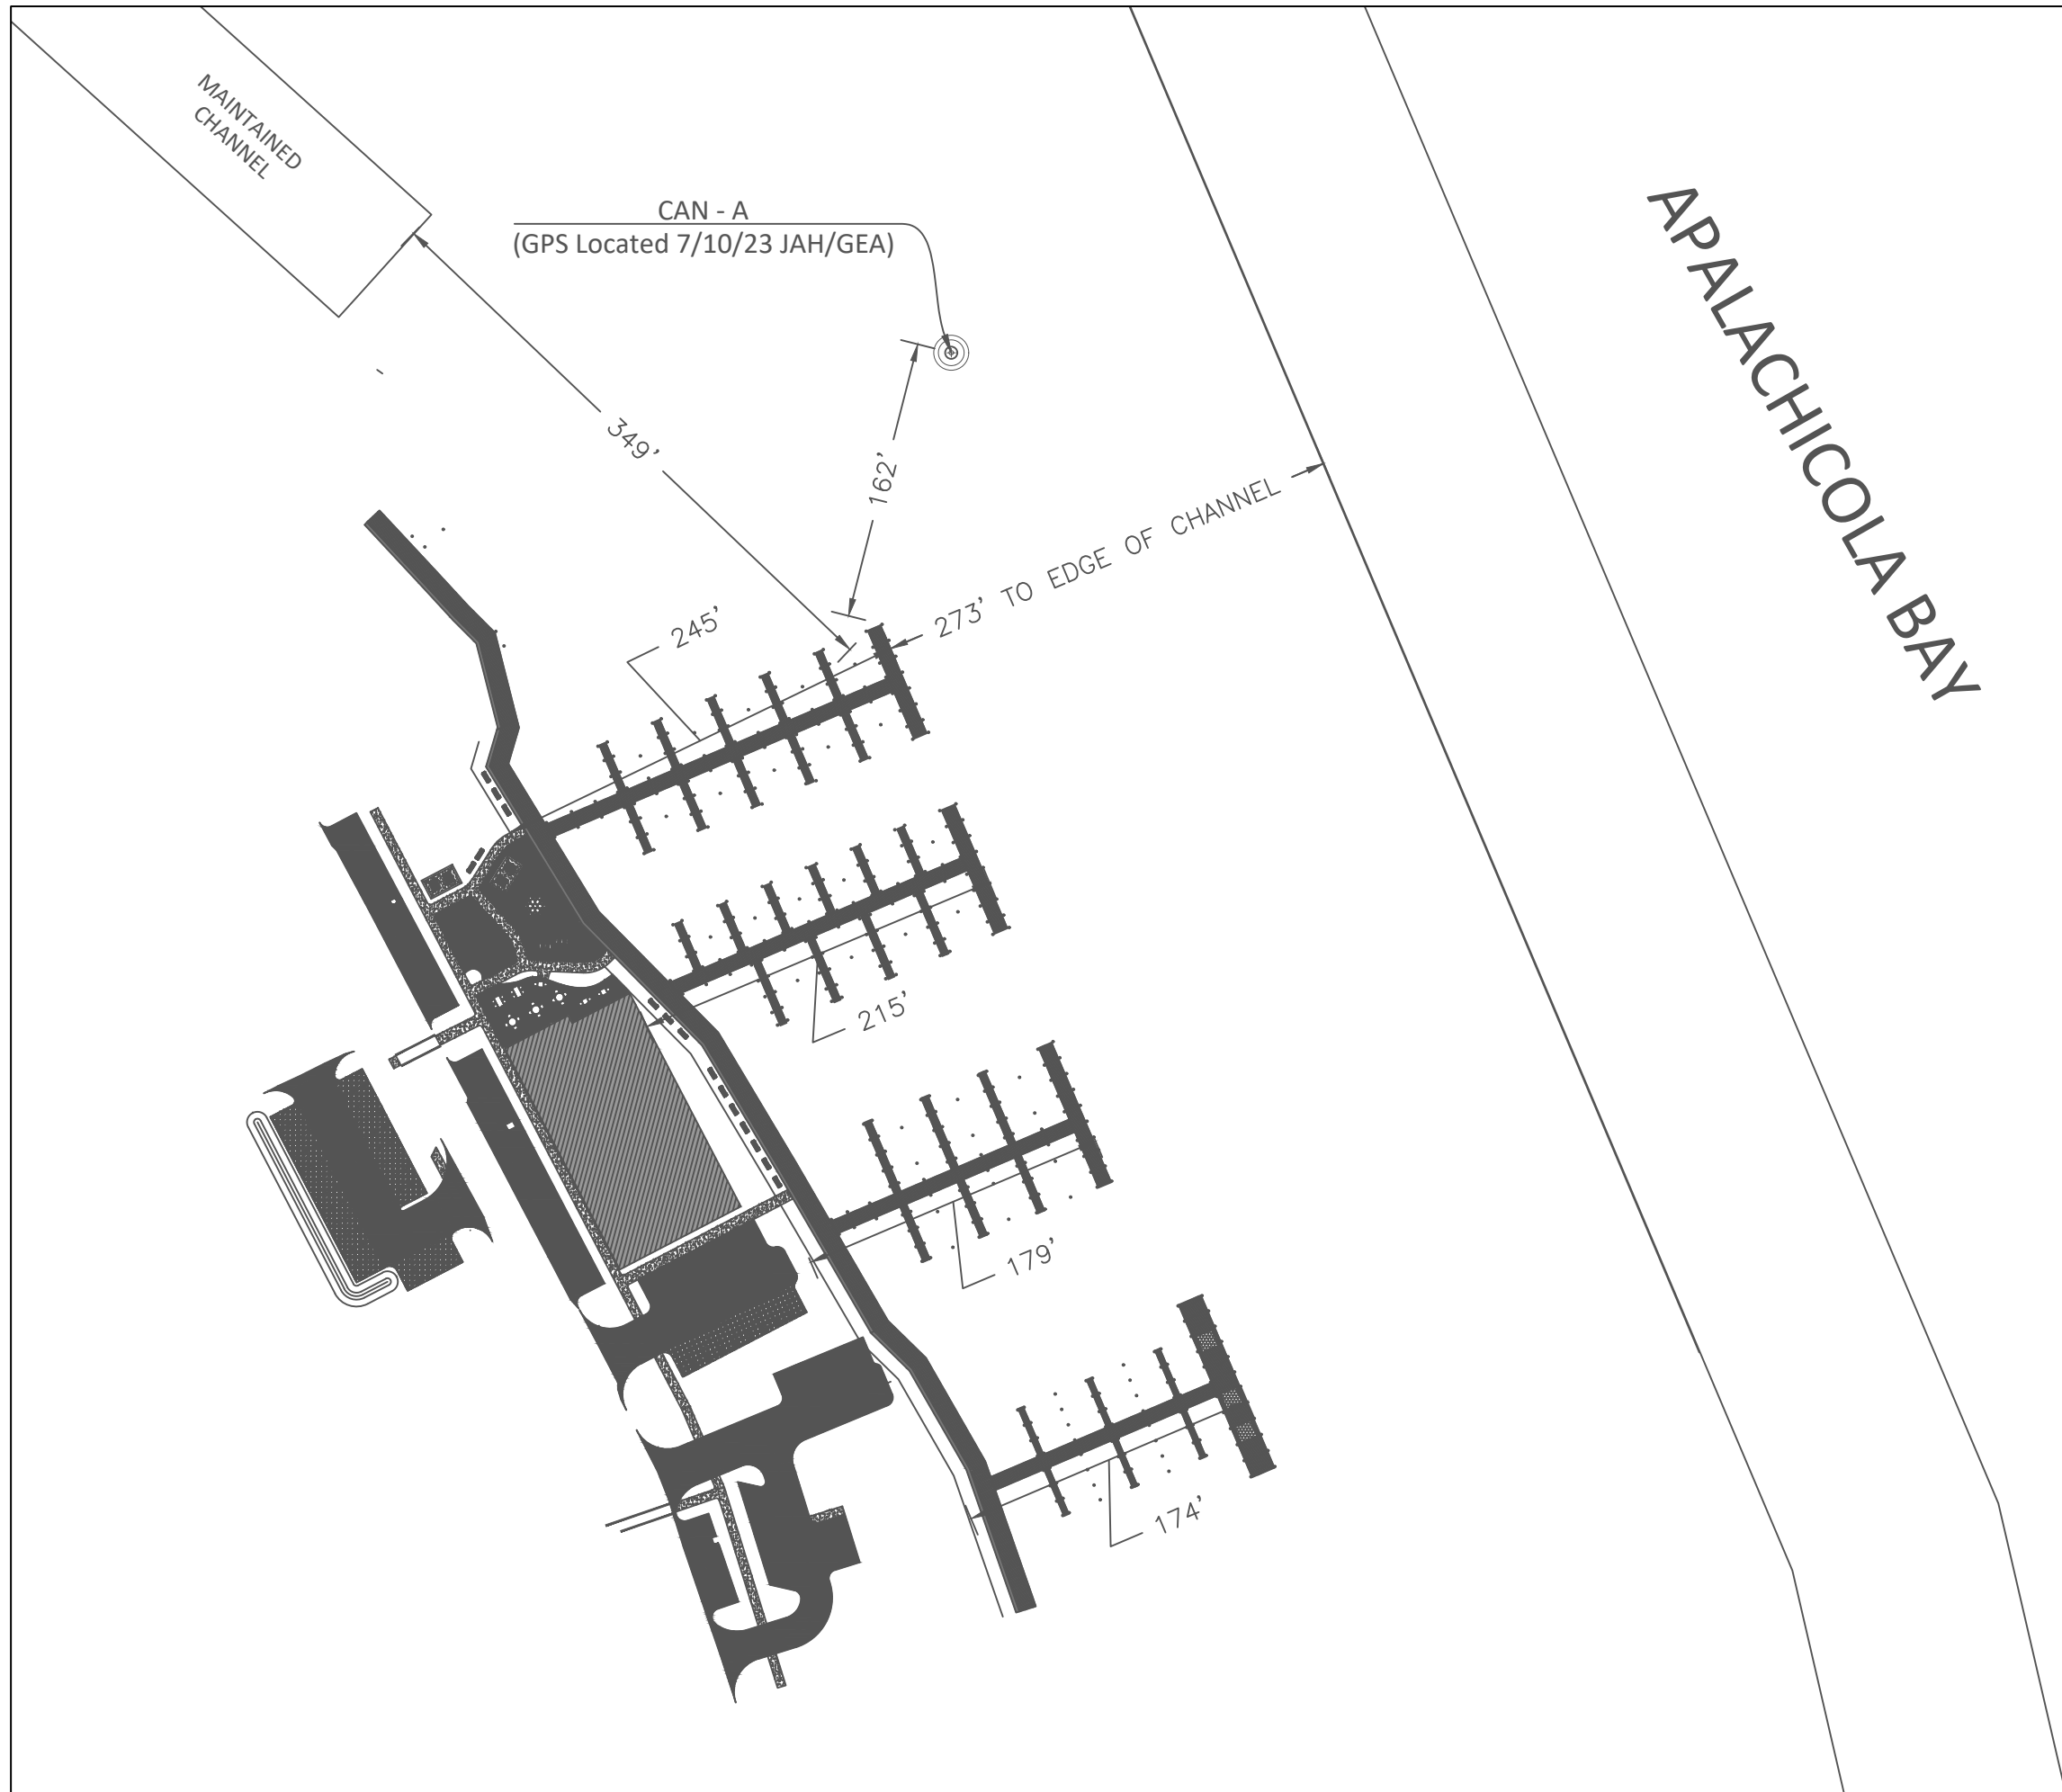 MAINTAINED
CHANNEL
CAN - A
(GPS Located 7/10/23 JAH/GEA)
APALACHICOLA BAY
349'
162'
273' TO EDGE OF CHANNEL
245'
215'
179'
174'